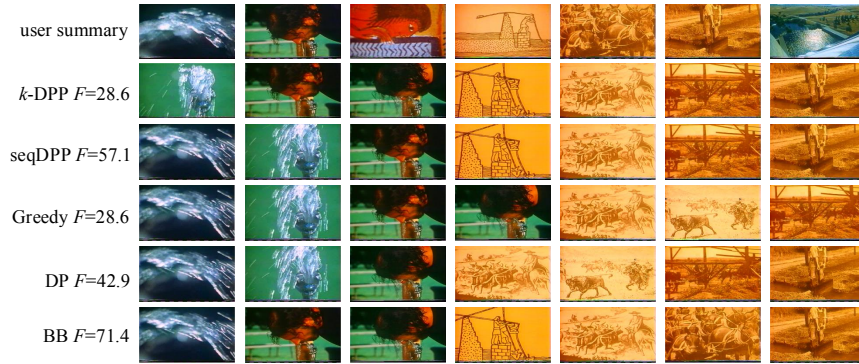 user summary
k-DPP F=28.6
seqDPP F=57.1
Greedy F=28.6
DP F=42.9
BB F=71.4